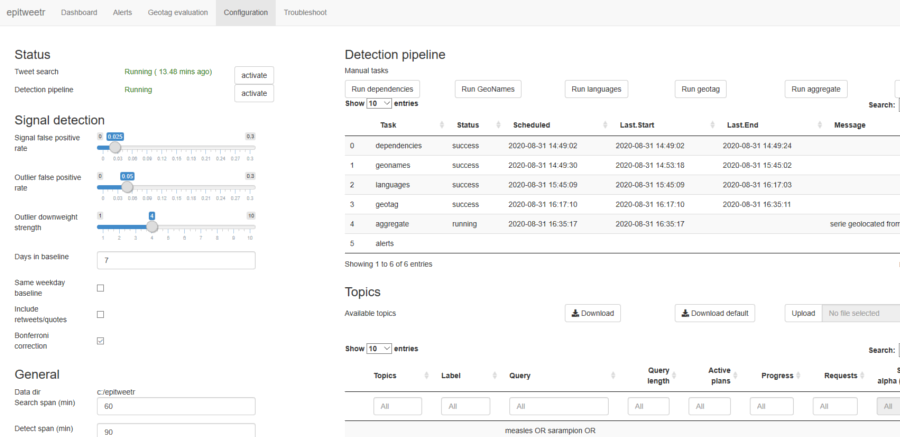 epitweetr Dashboard Alerts Geotag evaluation Configuration Troubleshoot
Status
Tweet search Running ( 13.48 mins ago) activate
Detection pipeline Running activate
Signal detection
Signal false positive rate
0 0.025 0.3
0 0.03 0.06 0.09 0.12 0.15 0.18 0.21 0.24 0.27 0.3
Outlier false positive rate
0 0.05 0.3
0 0.03 0.06 0.09 0.12 0.15 0.18 0.21 0.24 0.27 0.3
Outlier downweight strength
1 4 10
1 2 3 4 5 6 7 8 9 10
Days in baseline 7
Same weekday baseline
Include retweets/quotes
Bonferroni correction
General
Data dir c:/epitweetr
Search span (min) 60
Detect span (min) 90
Detection pipeline
Manual tasks
Run dependencies Run GeoNames Run languages Run geotag Run aggregate
Show 10 entries Search:
Task Status Scheduled Last.Start Last.End Message
0 dependencies success 2020-08-31 14:49:02 2020-08-31 14:49:02 2020-08-31 14:49:24
1 geonames success 2020-08-31 14:49:30 2020-08-31 14:53:18 2020-08-31 15:45:02
2 languages success 2020-08-31 15:45:09 2020-08-31 15:45:09 2020-08-31 16:17:03
3 geotag success 2020-08-31 16:17:10 2020-08-31 16:17:10 2020-08-31 16:35:11
4 aggregate running 2020-08-31 16:35:17 2020-08-31 16:35:17 serie geolocated from
5 alerts
Showing 1 to 6 of 6 entries
Topics
Available topics Download Download default Upload No file selected
Show 10 entries Search:
Topics Label Query Query length Active plans Progress Requests alpha (
All All All All All All All All
measles OR sarampion OR